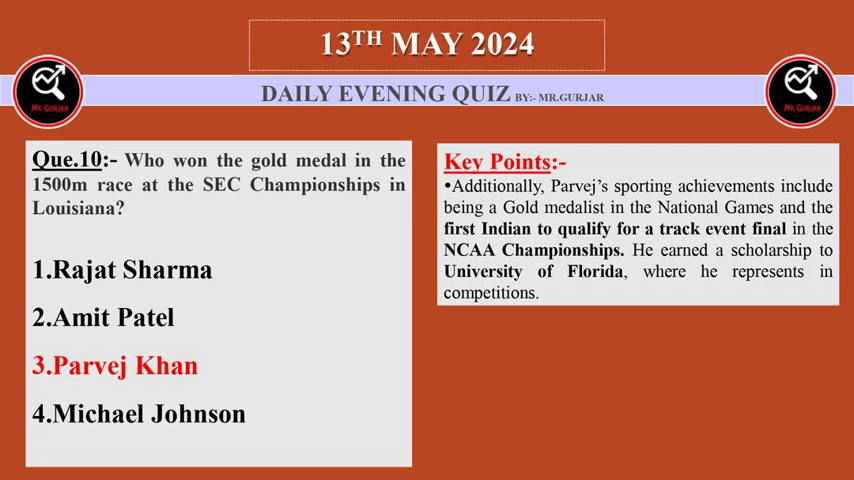 13TH MAY 2024
DAILY EVENING QUIZ BY:- MR.GURJAR
MR.GURJAR
MR.GURJAR
Que.10:- Who won the gold medal in the
1500m race at the SEC Championships in
Louisiana?
1.Rajat Sharma
2.Amit Patel
3.Parvej Khan
4.Michael Johnson
Key Points:-
•Additionally, Parvej’s sporting achievements include
being a Gold medalist in the National Games and the
first Indian to qualify for a track event final in the
NCAA Championships. He earned a scholarship to
University of Florida, where he represents in
competitions.